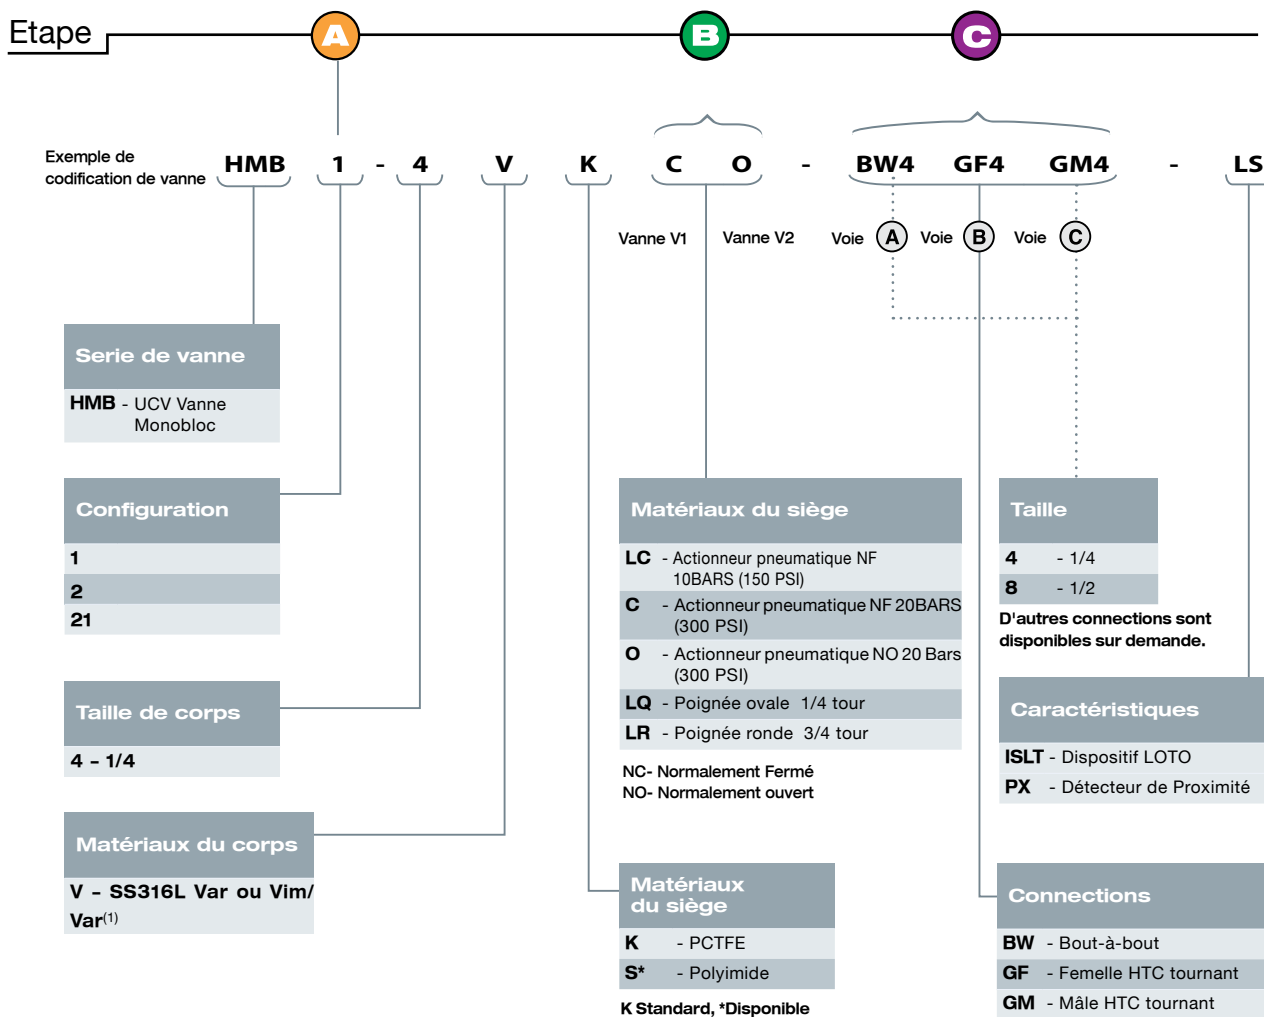 Etape
A
B
C
Exemple de
codification de vanne
HMB 1 - 4 V K C O - BW4 GF4 GM4 - LS
Vanne V1 Vanne V2 Voie A Voie B Voie C
Serie de vanne
HMB - UCV Vanne
Monobloc
Configuration
1
2
21
Taille de corps
4 - 1/4
Matériaux du corps
V - SS316L Var ou Vim/
Var(1)
Matériaux du siège
LC - Actionneur pneumatique NF
10BARS (150 PSI)
C - Actionneur pneumatique NF 20BARS
(300 PSI)
O - Actionneur pneumatique NO 20 Bars
(300 PSI)
LQ - Poignée ovale 1/4 tour
LR - Poignée ronde 3/4 tour
NC- Normalement Fermé
NO- Normalement ouvert
Matériaux
du siège
K - PCTFE
S* - Polyimide
K Standard, *Disponible
Taille
4 - 1/4
8 - 1/2
D'autres connections sont
disponibles sur demande.
Caractéristiques
ISLT - Dispositif LOTO
PX - Détecteur de Proximité
Connections
BW - Bout-à-bout
GF - Femelle HTC tournant
GM - Mâle HTC tournant